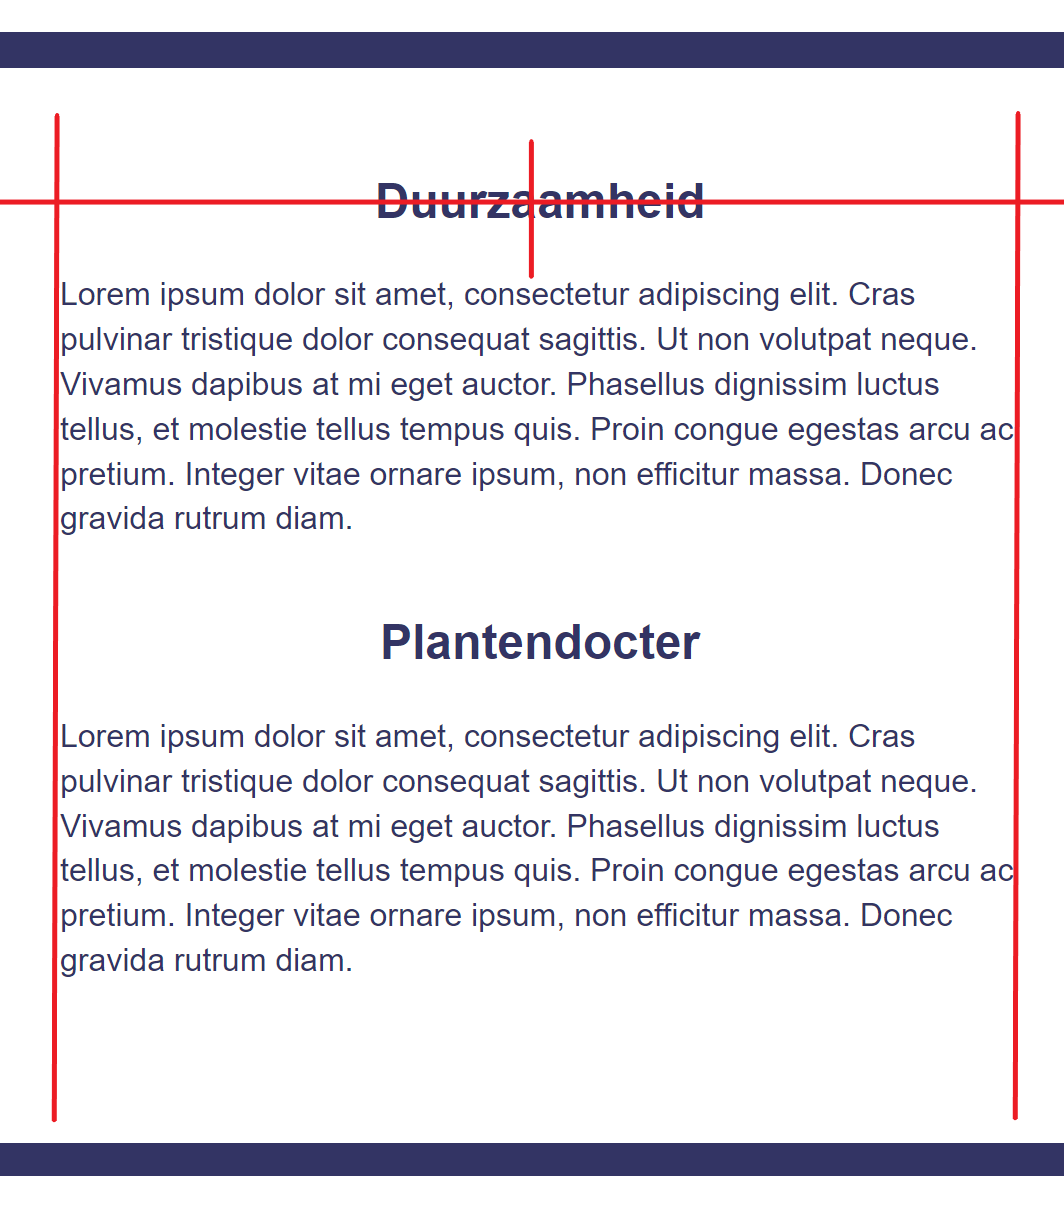 Duurzaamheid
Lorem ipsum dolor sit amet, consectetur adipiscing elit. Cras
pulvinar tristique dolor consequat sagittis. Ut non volutpat neque.
Vivamus dapibus at mi eget auctor. Phasellus dignissim luctus
tellus, et molestie tellus tempus quis. Proin congue egestas arcu ac
pretium. Integer vitae ornare ipsum, non efficitur massa. Donec
gravida rutrum diam.
Plantendocter
Lorem ipsum dolor sit amet, consectetur adipiscing elit. Cras
pulvinar tristique dolor consequat sagittis. Ut non volutpat neque.
Vivamus dapibus at mi eget auctor. Phasellus dignissim luctus
tellus, et molestie tellus tempus quis. Proin congue egestas arcu ac
pretium. Integer vitae ornare ipsum, non efficitur massa. Donec
gravida rutrum diam.